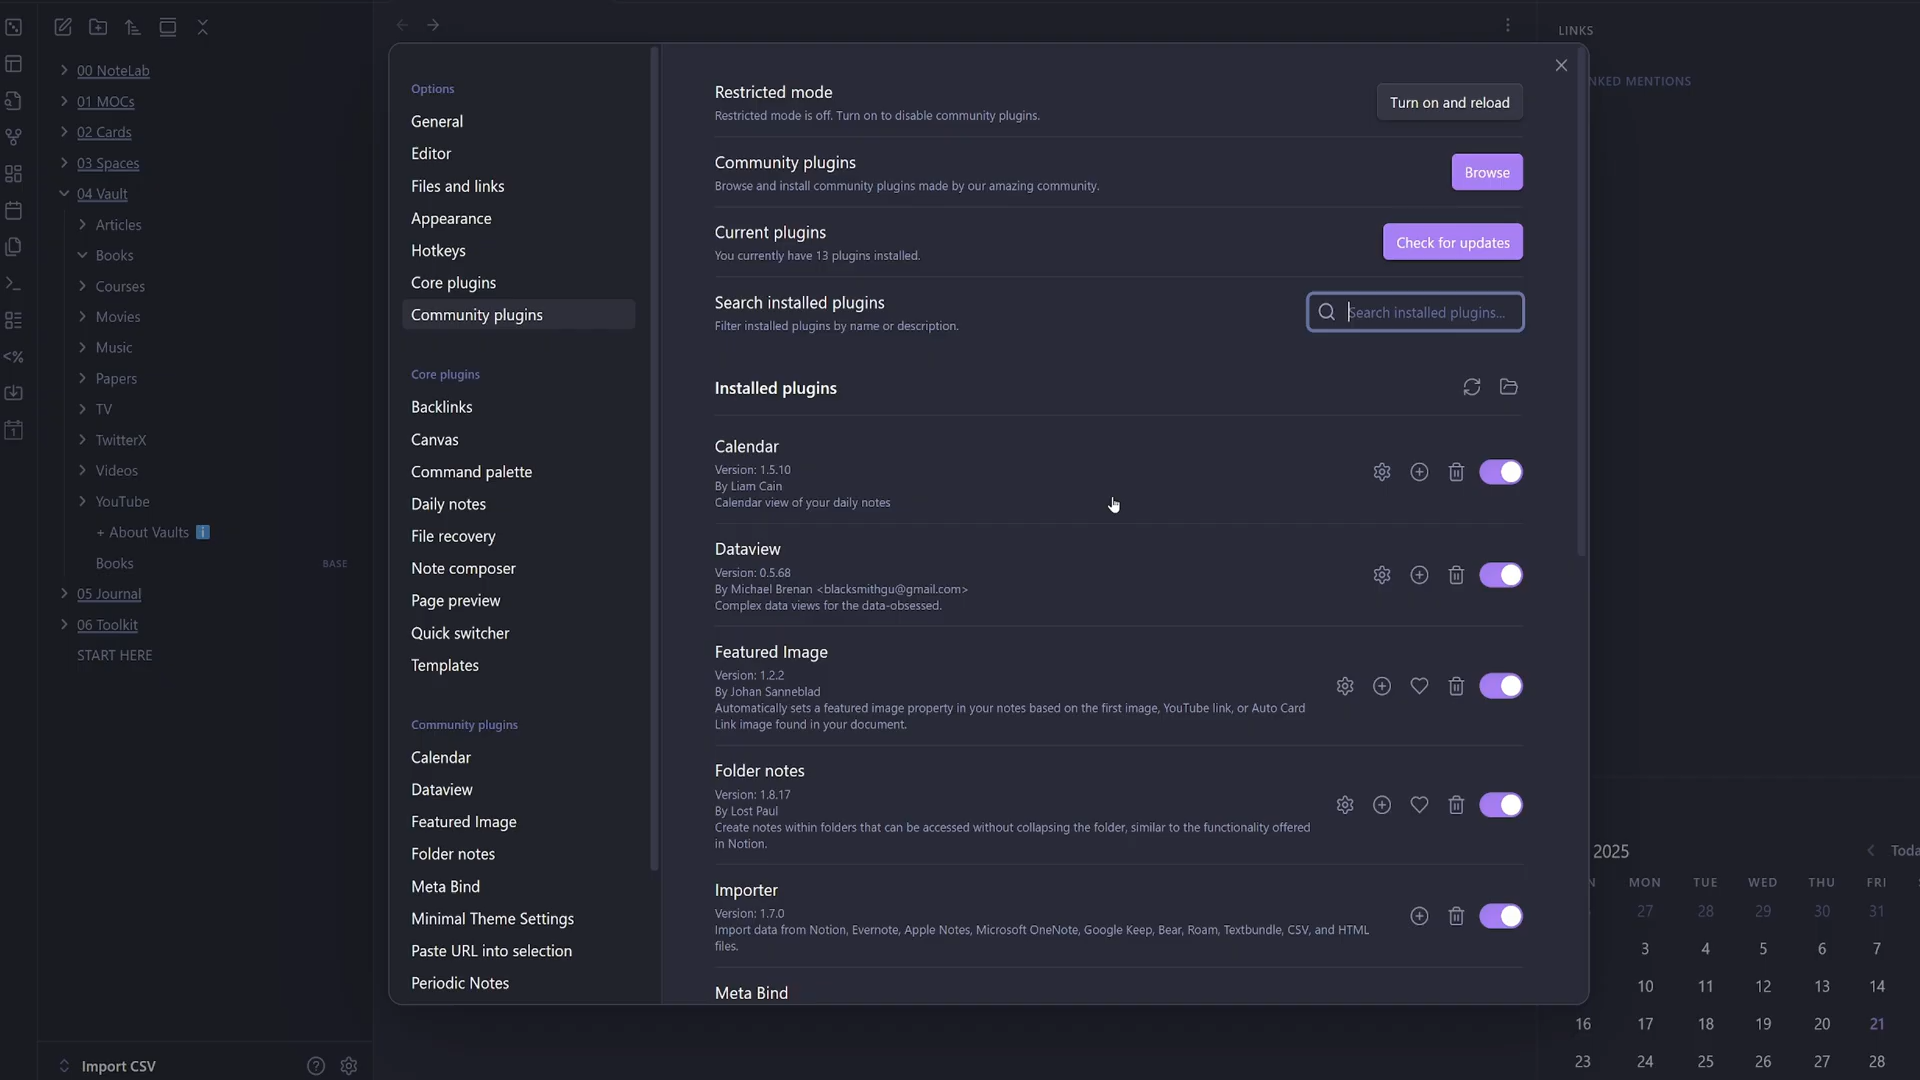 00 NoteLab
01 MOCs
02 Cards
03 Spaces
04 Vault
Articles
Books
Courses
Movies
Music
Papers
TV
TwitterX
Videos
YouTube
+ About Vaults ℹ️
Books BASE
05 Journal
06 Toolkit
START HERE
Import CSV
Options
General
Editor
Files and links
Appearance
Hotkeys
Core plugins
Community plugins
Core plugins
Backlinks
Canvas
Command palette
Daily notes
File recovery
Note composer
Page preview
Quick switcher
Templates
Community plugins
Calendar
Dataview
Featured Image
Folder notes
Meta Bind
Minimal Theme Settings
Paste URL into selection
Periodic Notes
Restricted mode
Restricted mode is off. Turn on to disable community plugins.
Turn on and reload
Community plugins
Browse and install community plugins made by our amazing community.
Browse
Current plugins
You currently have 13 plugins installed.
Check for updates
Search installed plugins
Filter installed plugins by name or description.
Search installed plugins...
Installed plugins
Calendar
Version: 1.5.10
By Liam Cain
Calendar view of your daily notes
Dataview
Version: 0.5.68
By Michael Brenan <blacksmithgu@gmail.com>
Complex data views for the data-obsessed.
Featured Image
Version: 1.2.2
By Johan Sanneblad
Automatically sets a featured image property in your notes based on the first image, YouTube link, or Auto Card
Link image found in your document.
Folder notes
Version: 1.8.17
By Lost Paul
Create notes within folders that can be accessed without collapsing the folder, similar to the functionality offered
in Notion.
Importer
Version: 1.7.0
Import data from Notion, Evernote, Apple Notes, Microsoft OneNote, Google Keep, Bear, Roam, Textbundle, CSV, and HTML
files.
Meta Bind
LINKS
NKED MENTIONS
2025
Toda
N MON TUE WED THU FRI
27 28 29 30 31
3 4 5 6 7
10 11 12 13 14
16 17 18 19 20 21
23 24 25 26 27 28